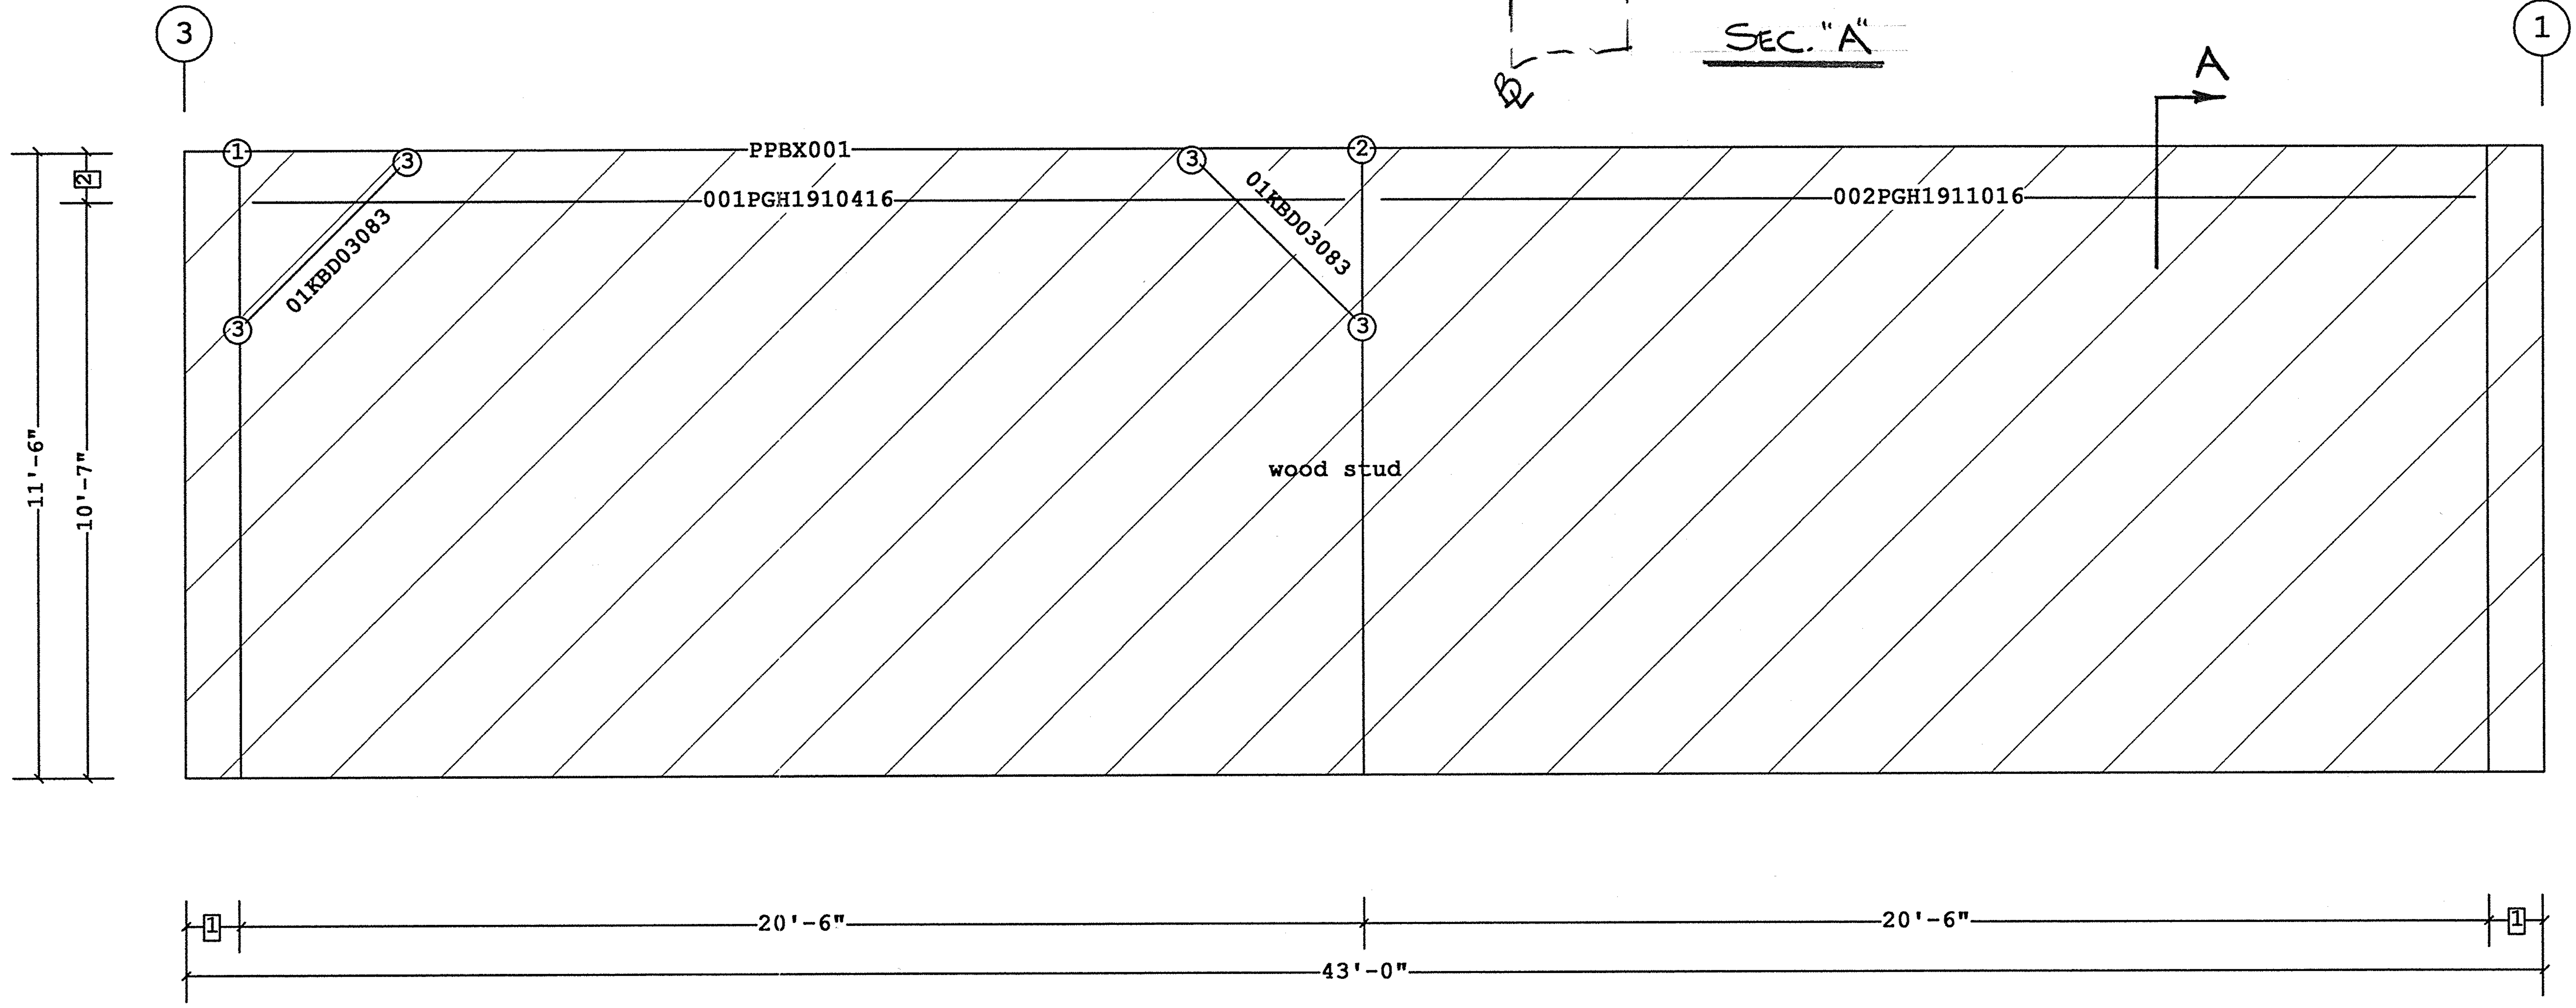 3
SEC. "A"
1
A
1
3
PPBX001
3
2
2
001PGH1910416
002PGH1911016
01KBD03083
01KBD03083
3
3
11'-6"
10'-7"
wood stud
1
20'-6"
20'-6"
1
43'-0"